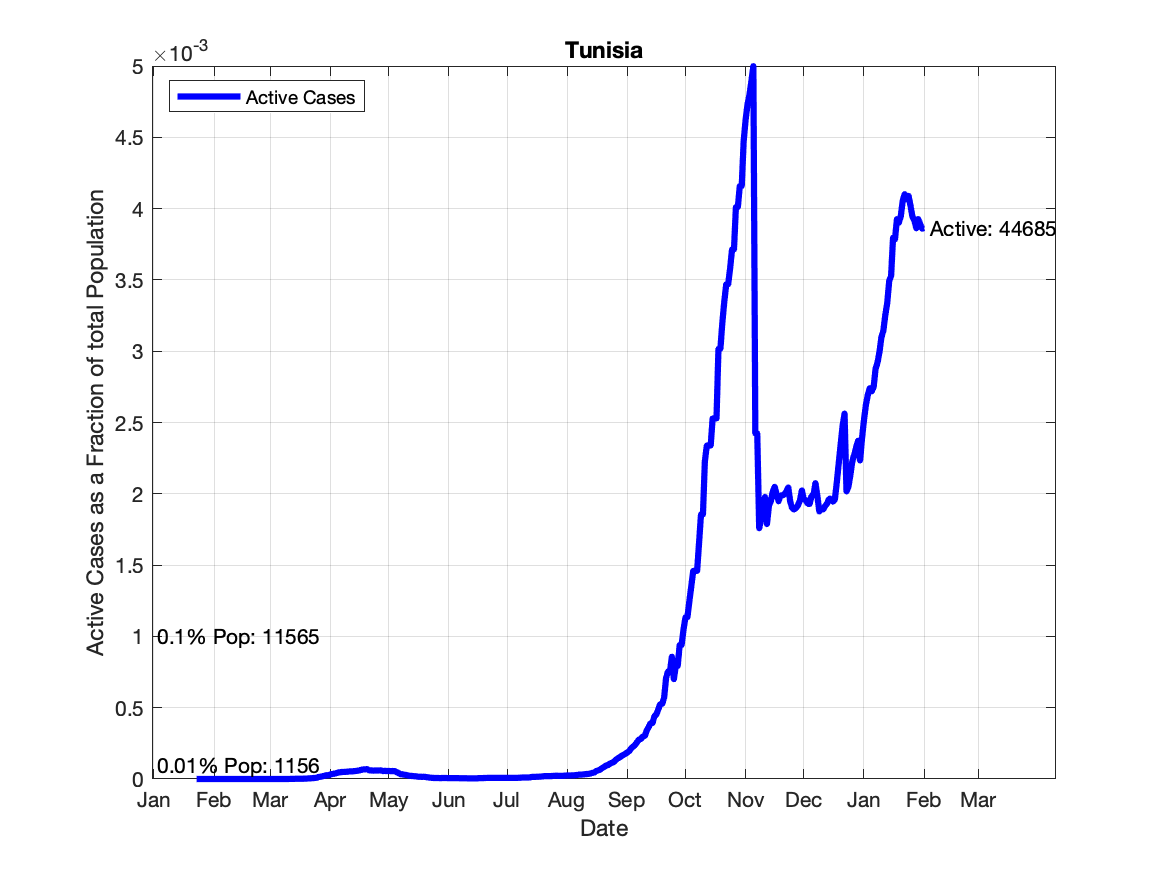 Tunisia
×10-3
Active Cases
5
4.5
4
3.5
3
2.5
2
1.5
1
0.5
0
Active Cases as a Fraction of total Population
Active: 44685
0.1% Pop: 11565
0.01% Pop: 1156
Jan Feb Mar Apr May Jun Jul Aug Sep Oct Nov Dec Jan Feb Mar
Date